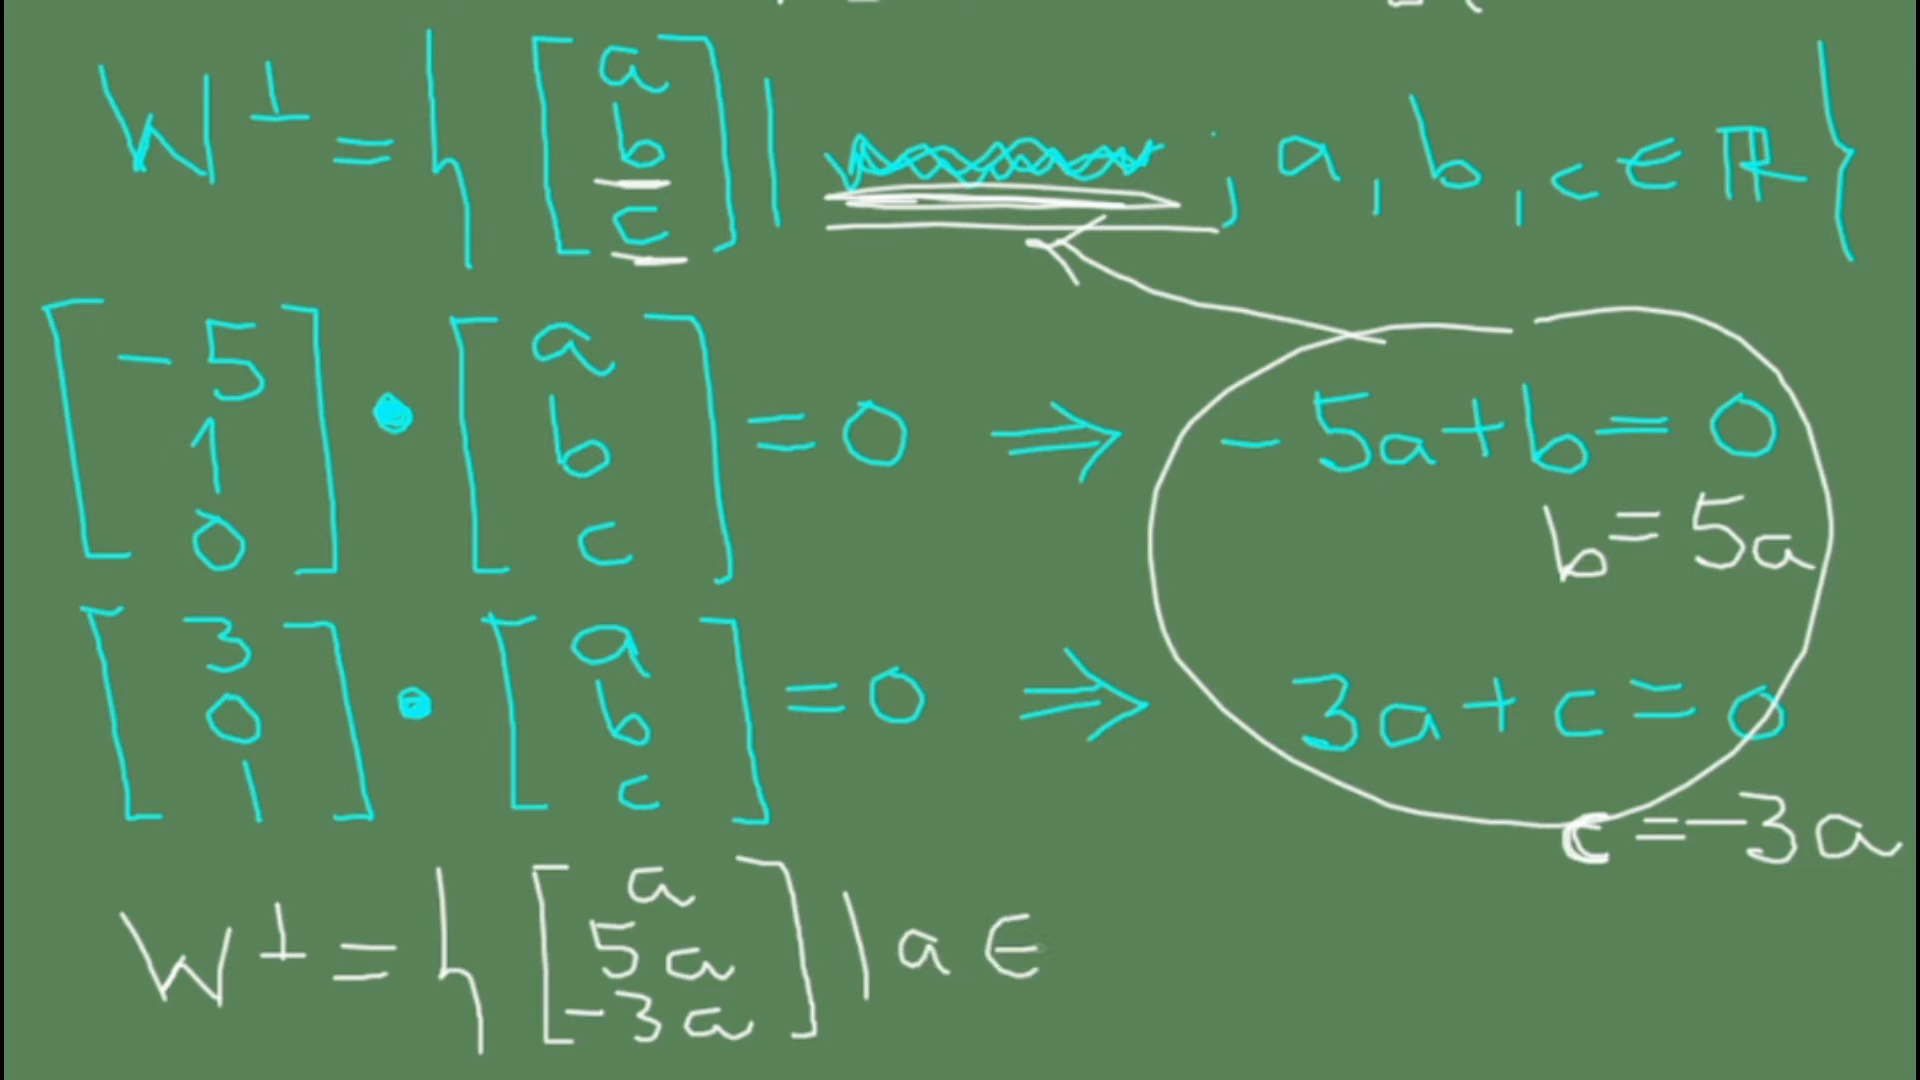 W⊥ = { [a b c] | ; a, b, c ∈ ℝ }
[-5 1 0] • [a b c] = 0 ⇒ -5a + b = 0
b = 5a
[3 0 1] • [a b c] = 0 ⇒ 3a + c = 0
c = -3a
W⊥ = { [a 5a -3a] | a ∈